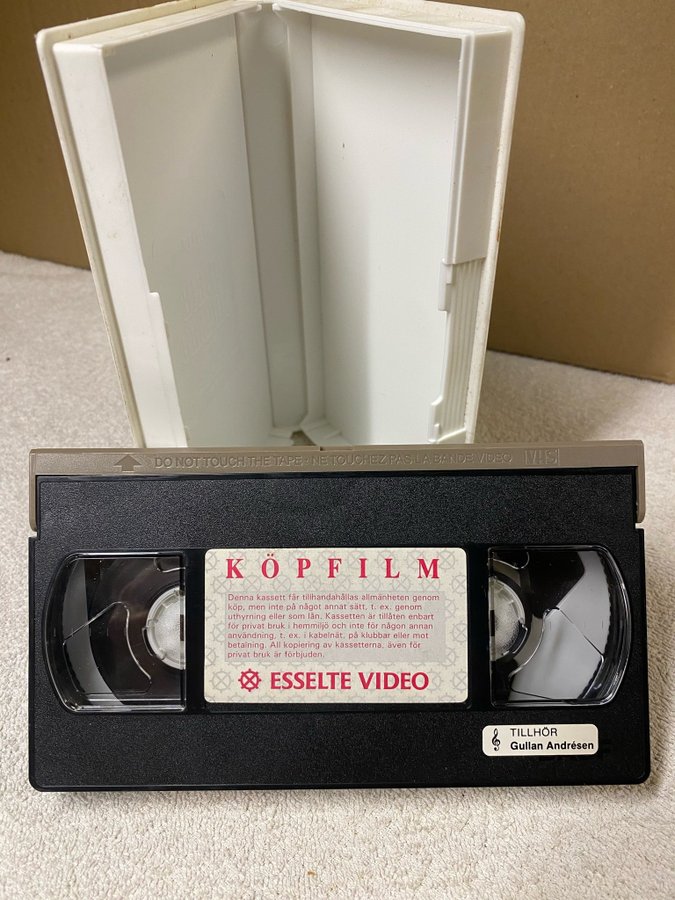 DO NOT TOUCH THE TAPE • NE TOUCHEZ PAS LA BANDE VIDEO VHS
KÖPFILM
Denna kassett får tillhandahållas allmänheten genom
köp, men inte på något annat sätt, t. ex. genom
uthyrning eller som lån. Kassetten är tillåten enbart
för privat bruk i hemmiljö och inte för någon annan
användning, t. ex. i kabelnät, på klubbar eller mot
betalning. All kopiering av kassetterna, även för
privat bruk är förbjuden.
ESSELTE VIDEO
TILLHÖR
Gullan Andrésen